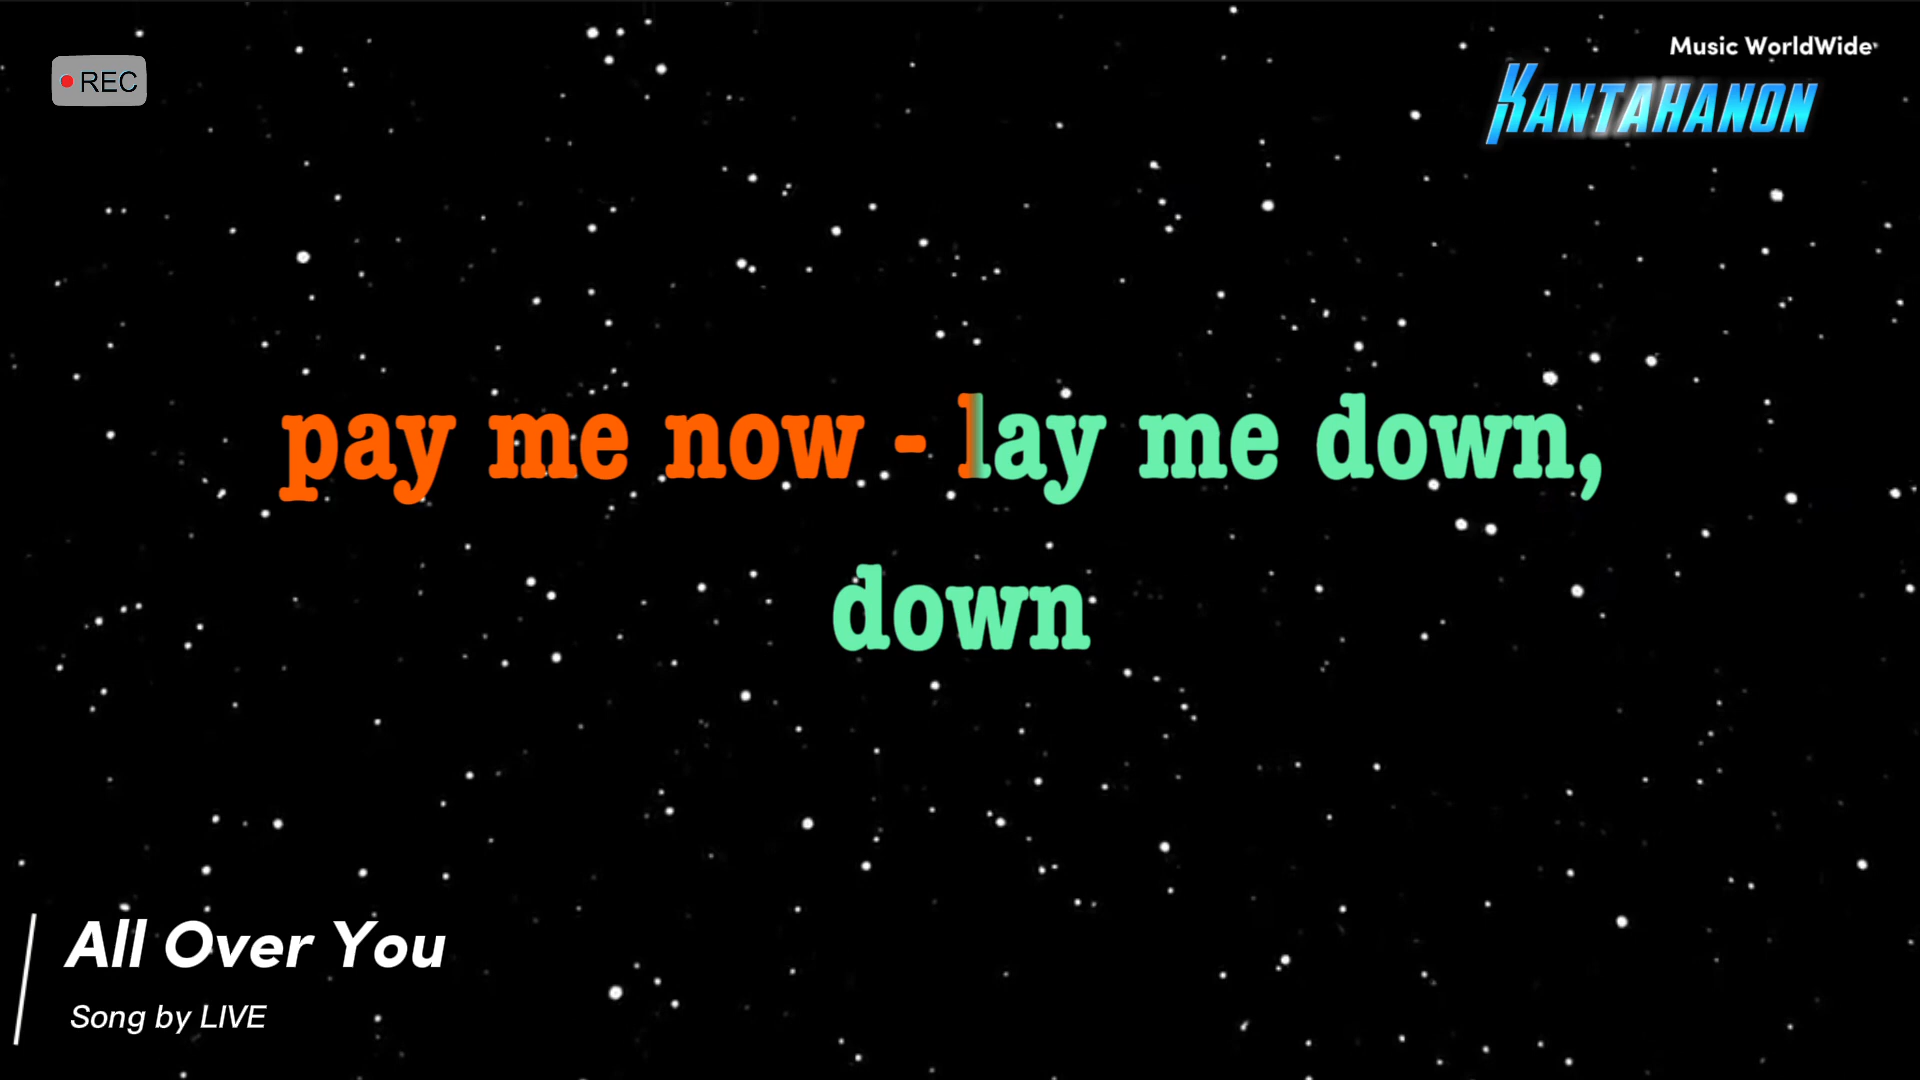 REC
Music WorldWide
KANTAHANON
pay me now - lay me down,
down
All Over You
Song by LIVE